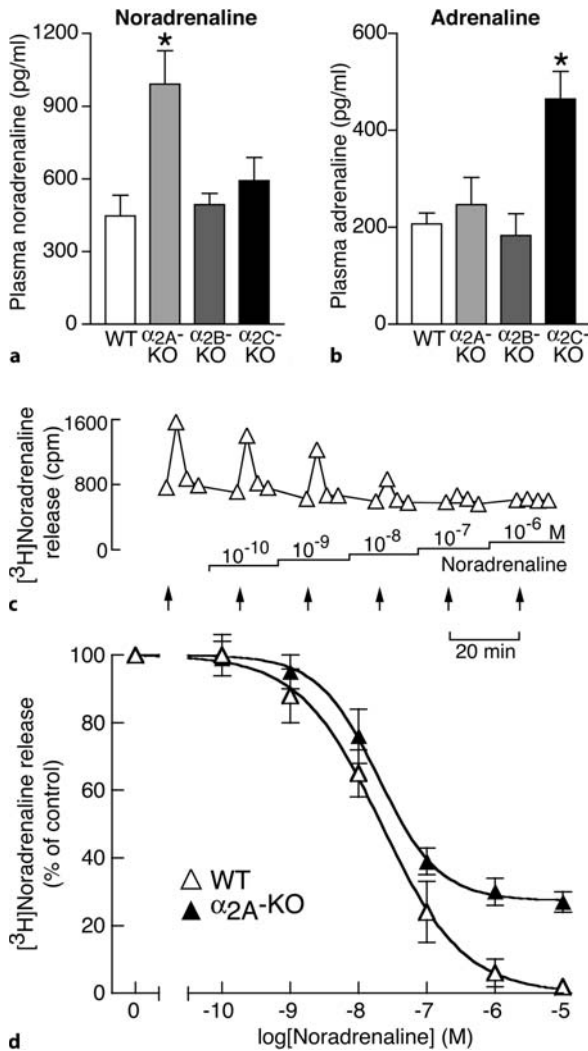 Noradrenaline
Plasma noradrenaline (pg/ml)
1200
900
600
300
0
*
WT α2A- α2B- α2C-
KO KO KO
a
Adrenaline
Plasma adrenaline (pg/ml)
600
400
200
0
*
WT α2A- α2B- α2C-
KO KO KO
b
[³H]Noradrenaline
release (cpm)
1600
800
0
10⁻¹⁰ 10⁻⁹ 10⁻⁸ 10⁻⁷ 10⁻⁶ M
Noradrenaline
c
20 min
[³H]Noradrenaline release
(% of control)
100
80
60
40
20
0
WT
α2A-KO
0 -10 -9 -8 -7 -6 -5
log[Noradrenaline] (M)
d